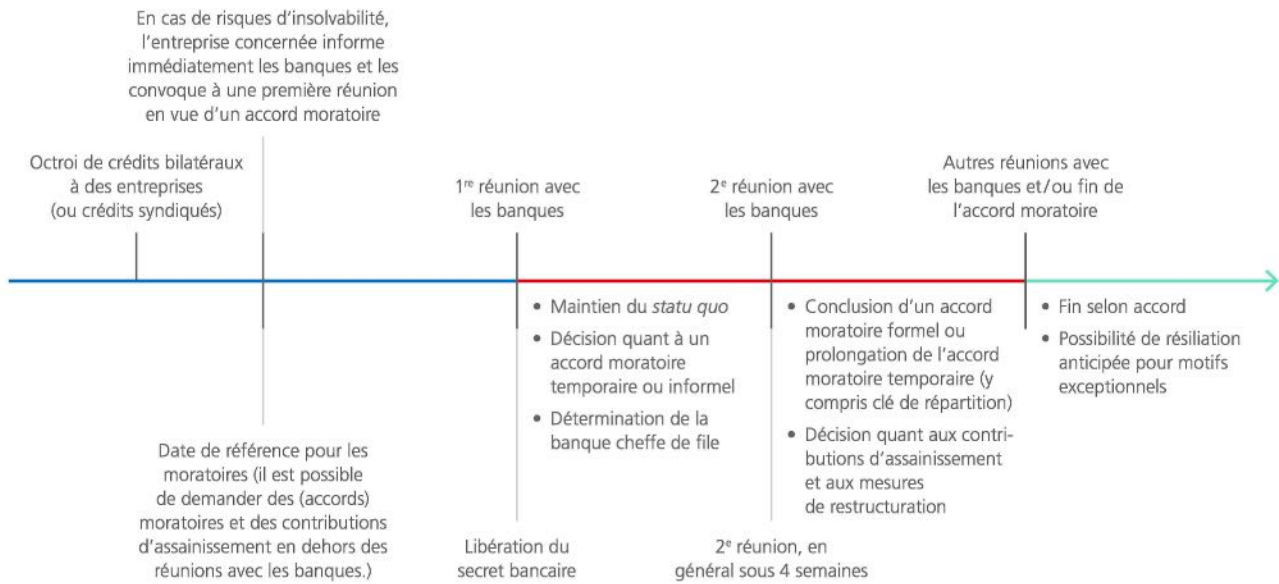 En cas de risques d’insolvabilité,
l’entreprise concernée informe
immédiatement les banques et les
convoque à une première réunion
en vue d’un accord moratoire
Octroi de crédits bilatéraux
à des entreprises
(ou crédits syndiqués)
1re réunion avec
les banques
2e réunion avec
les banques
Autres réunions avec
les banques et/ou fin de
l’accord moratoire
• Maintien du statu quo
• Décision quant à un
accord moratoire
temporaire ou informel
• Détermination de la
banque cheffe de file
• Conclusion d’un accord
moratoire formel ou
prolongation de l’accord
moratoire temporaire (y
compris clé de répartition)
• Décision quant aux contri-
butions d’assainissement
et aux mesures
de restructuration
• Fin selon accord
• Possibilité de résiliation
anticipée pour motifs
exceptionnels
Date de référence pour les
moratoires (il est possible
de demander des (accords)
moratoires et des contributions
d’assainissement en dehors des
réunions avec les banques.)
Libération du
secret bancaire
2e réunion, en
général sous 4 semaines